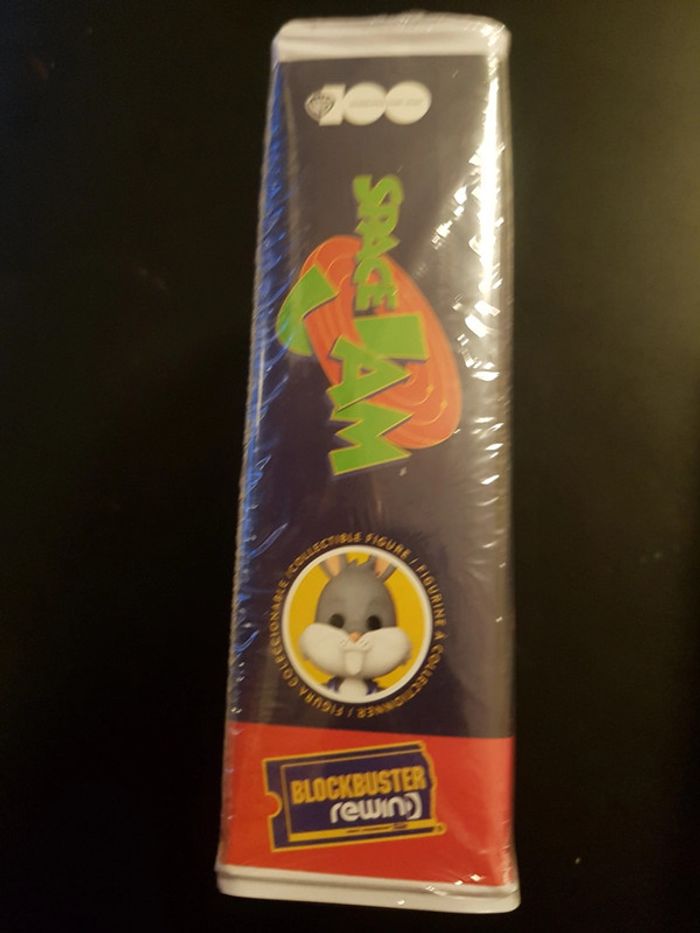 100
SPACE
JAM
/COLLECTIBLE FIGURE / FIGURINE À COLLECTIONNER / FIGURA COLECCIONABLE
BLOCKBUSTER
rewind